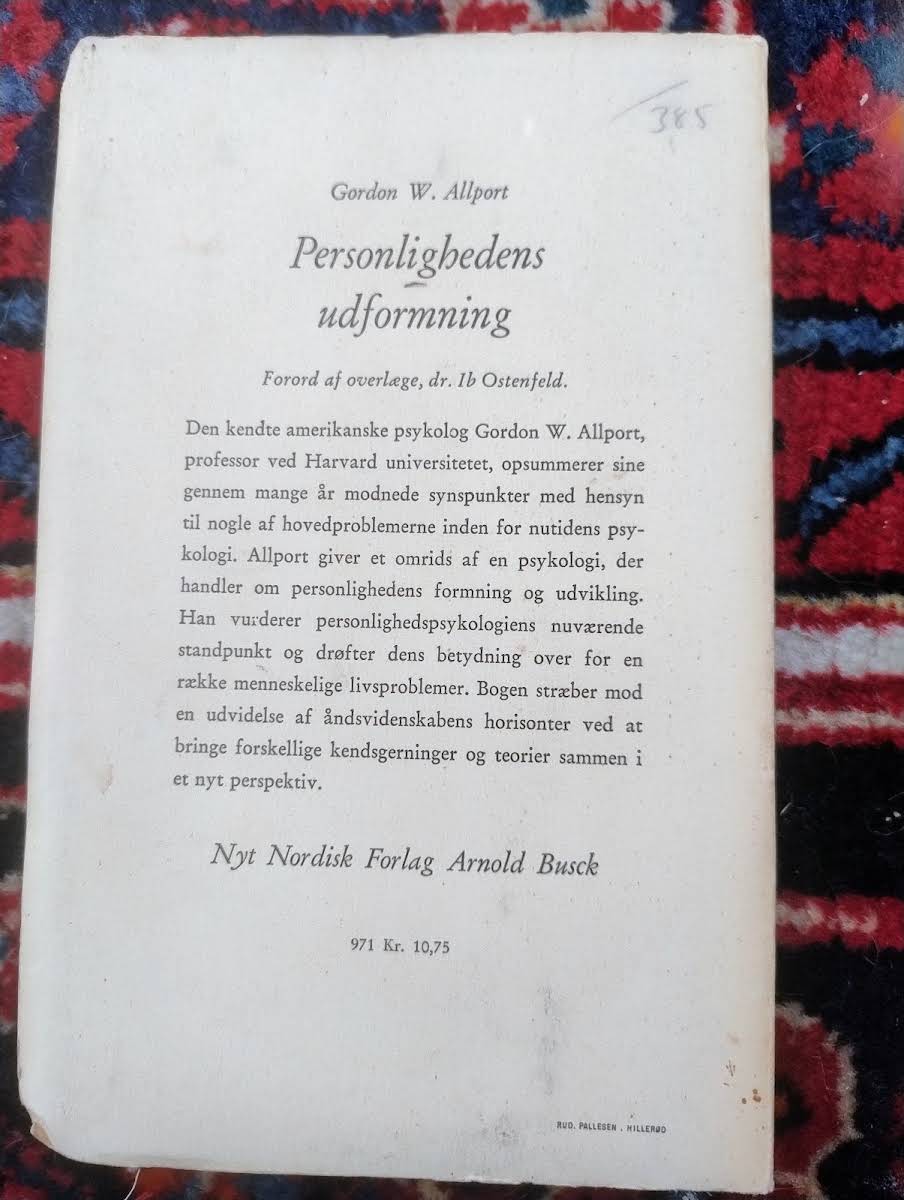 385
Gordon W. Allport
Personlighedens
udformning
Forord af overlæge, dr. Ib Ostenfeld.
Den kendte amerikanske psykolog Gordon W. Allport,
professor ved Harvard universitetet, opsummerer sine
gennem mange år modnede synspunkter med hensyn
til nogle af hovedproblemerne inden for nutidens psy-
kologi. Allport giver et omrids af en psykologi, der
handler om personlighedens formning og udvikling.
Han vurderer personlighedspsykologiens nuværende
standpunkt og drøfter dens betydning over for en
række menneskelige livsproblemer. Bogen stræber mod
en udvidelse af åndsvidenskabens horisonter ved at
bringe forskellige kendsgerninger og teorier sammen i
et nyt perspektiv.
Nyt Nordisk Forlag Arnold Busck
971 Kr. 10,75
RUD. PALLESEN . HILLERØD